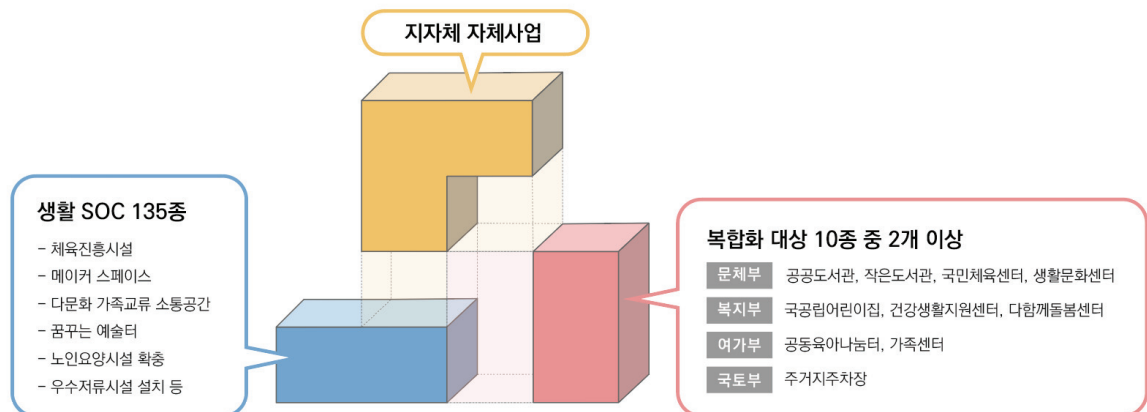 지자체 자체사업
생활 SOC 135종
- 체육진흥시설
- 메이커 스페이스
- 다문화 가족교류 소통공간
- 꿈꾸는 예술터
- 노인요양시설 확충
- 우수저류시설 설치 등
복합화 대상 10종 중 2개 이상
문체부 공공도서관, 작은도서관, 국민체육센터, 생활문화센터
복지부 국공립어린이집, 건강생활지원센터, 다함께돌봄센터
여가부 공동육아나눔터, 가족센터
국토부 주거지주차장